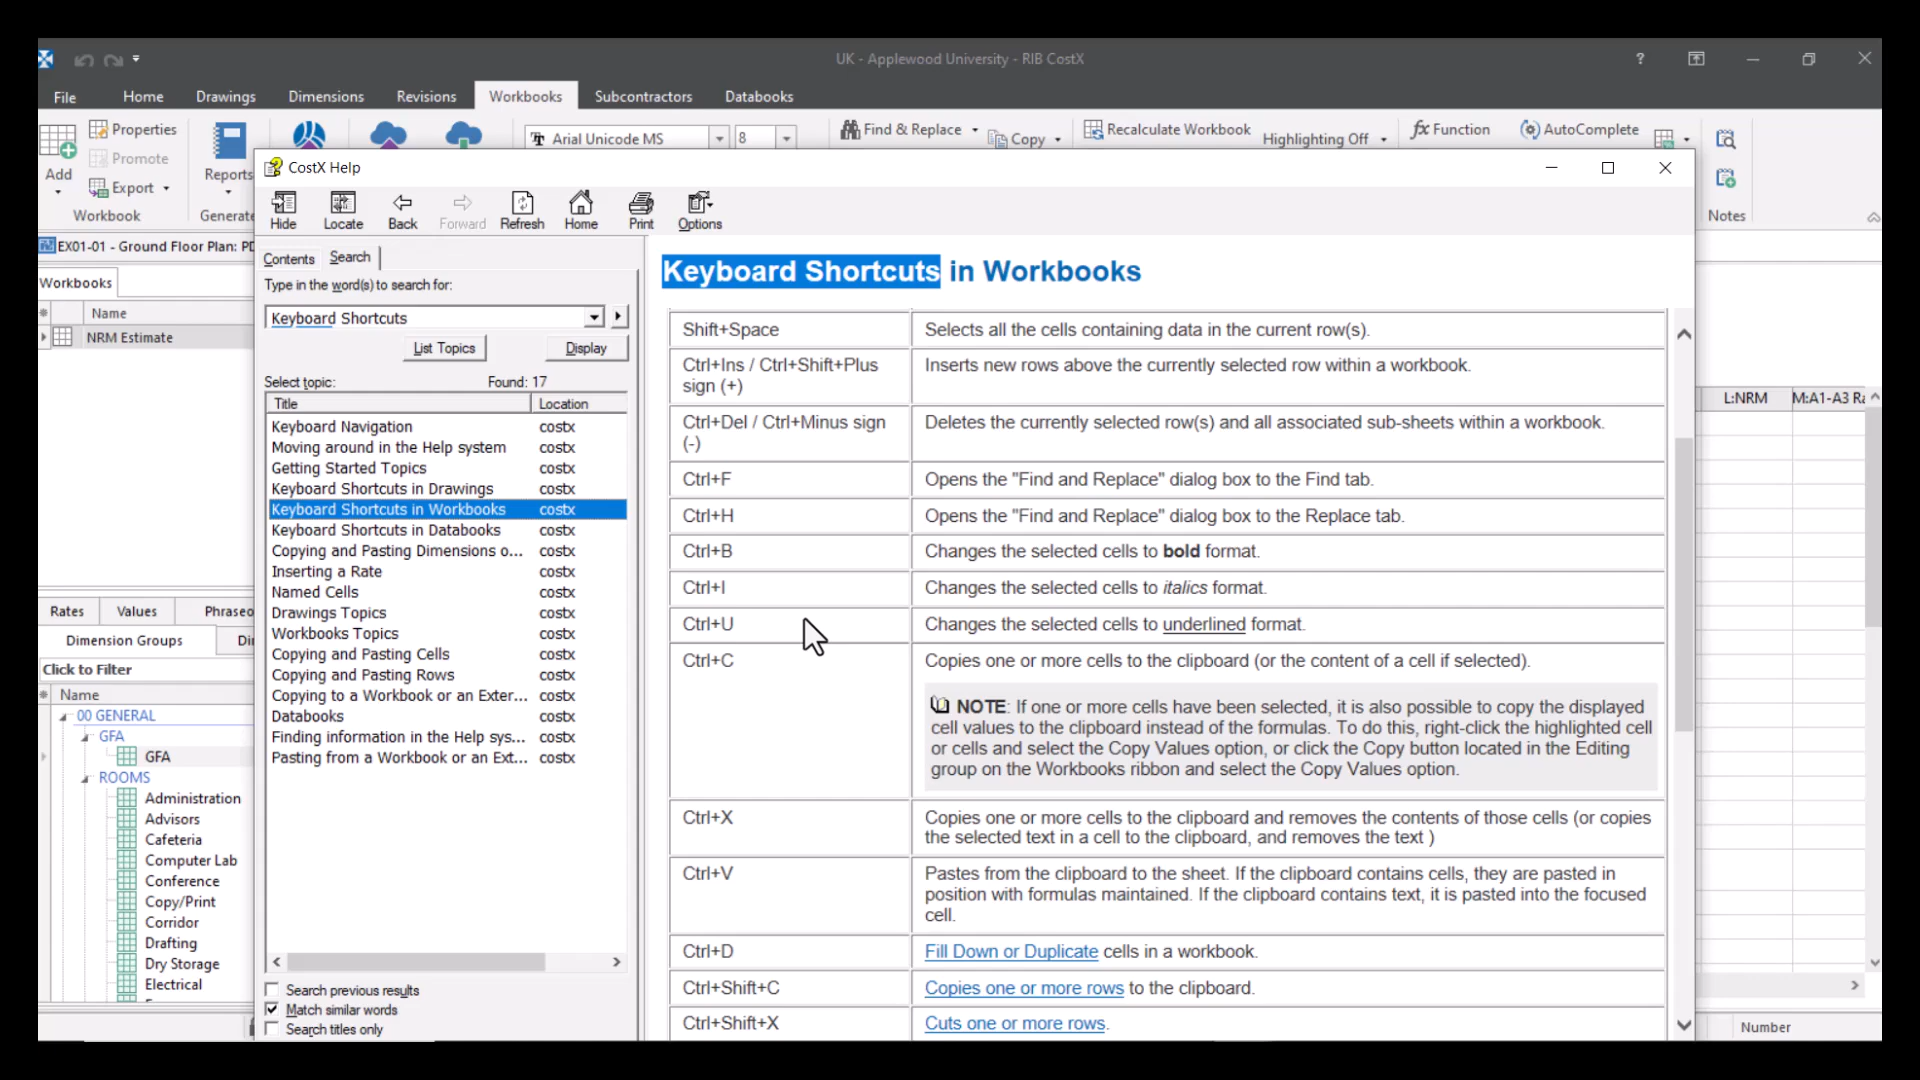 UK - Applewood University - RIB CostX
?
File Home Drawings Dimensions Revisions Workbooks Subcontractors Databooks
Add
Properties
Promote
Export
Workbook
Reports
Generate
Arial Unicode MS 8
Find & Replace
Copy
Recalculate Workbook
Highlighting Off
fx Function
AutoComplete
Notes
EX01-01 - Ground Floor Plan:
Workbooks
Name
NRM Estimate
Rates Values
Dimension Groups
Click to Filter
Name
00 GENERAL
GFA
GFA
ROOMS
Administration
Advisors
Cafeteria
Computer Lab
Conference
Copy/Print
Corridor
Drafting
Dry Storage
Electrical
CostX Help
Hide Locate Back Forward Refresh Home Print Options
Contents Search
Type in the word(s) to search for:
Keyboard Shortcuts
List Topics Display
Select topic: Found: 17
Title Location
Keyboard Navigation costx
Moving around in the Help system costx
Getting Started Topics costx
Keyboard Shortcuts in Drawings costx
Keyboard Shortcuts in Workbooks costx
Keyboard Shortcuts in Databooks costx
Copying and Pasting Dimensions o... costx
Inserting a Rate costx
Named Cells costx
Drawings Topics costx
Workbooks Topics costx
Copying and Pasting Cells costx
Copying and Pasting Rows costx
Copying to a Workbook or an Exter... costx
Databooks costx
Finding information in the Help sys... costx
Pasting from a Workbook or an Ext... costx
Search previous results
Match similar words
Search titles only
Keyboard Shortcuts in Workbooks
Shift+Space Selects all the cells containing data in the current row(s).
Ctrl+Ins / Ctrl+Shift+Plus
sign (+)
Inserts new rows above the currently selected row within a workbook.
Ctrl+Del / Ctrl+Minus sign
(-)
Deletes the currently selected row(s) and all associated sub-sheets within a workbook.
Ctrl+F Opens the "Find and Replace" dialog box to the Find tab.
Ctrl+H Opens the "Find and Replace" dialog box to the Replace tab.
Ctrl+B Changes the selected cells to bold format.
Ctrl+I Changes the selected cells to italics format.
Ctrl+U Changes the selected cells to underlined format.
Ctrl+C Copies one or more cells to the clipboard (or the content of a cell if selected).
NOTE: If one or more cells have been selected, it is also possible to copy the displayed
cell values to the clipboard instead of the formulas. To do this, right-click the highlighted cell
or cells and select the Copy Values option, or click the Copy button located in the Editing
group on the Workbooks ribbon and select the Copy Values option.
Ctrl+X Copies one or more cells to the clipboard and removes the contents of those cells (or copies
the selected text in a cell to the clipboard, and removes the text )
Ctrl+V Pastes from the clipboard to the sheet. If the clipboard contains cells, they are pasted in
position with formulas maintained. If the clipboard contains text, it is pasted into the focused
cell.
Ctrl+D Fill Down or Duplicate cells in a workbook.
Ctrl+Shift+C Copies one or more rows to the clipboard.
Ctrl+Shift+X Cuts one or more rows.
L:NRM M:A1-A3
Number